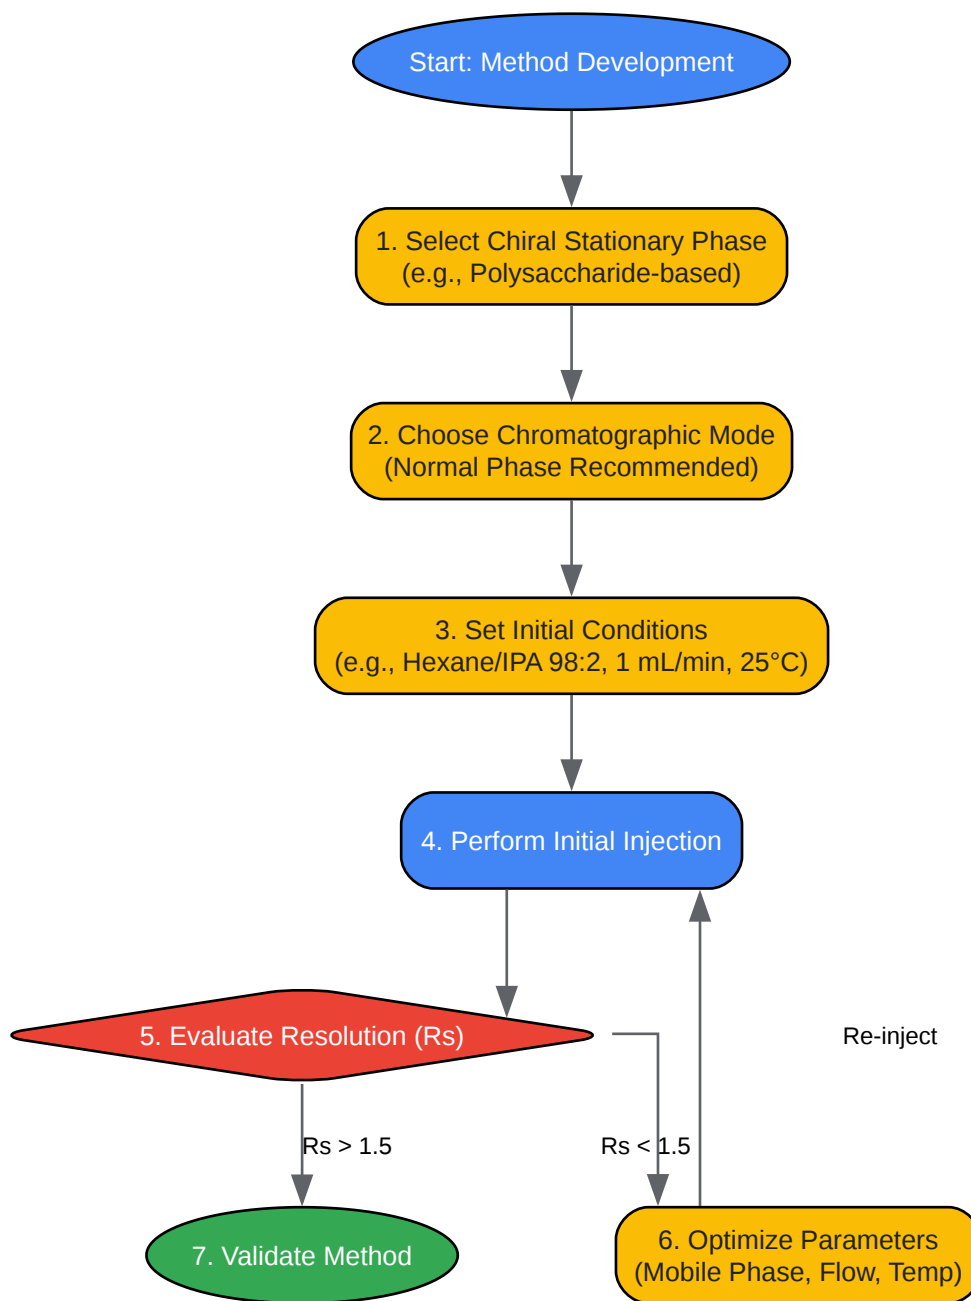 Start: Method Development
1. Select Chiral Stationary Phase
(e.g., Polysaccharide-based)
2. Choose Chromatographic Mode
(Normal Phase Recommended)
3. Set Initial Conditions
(e.g., Hexane/IPA 98:2, 1 mL/min, 25°C)
4. Perform Initial Injection
5. Evaluate Resolution (Rs)
Re-inject
Rs > 1.5
Rs < 1.5
7. Validate Method
6. Optimize Parameters
(Mobile Phase, Flow, Temp)